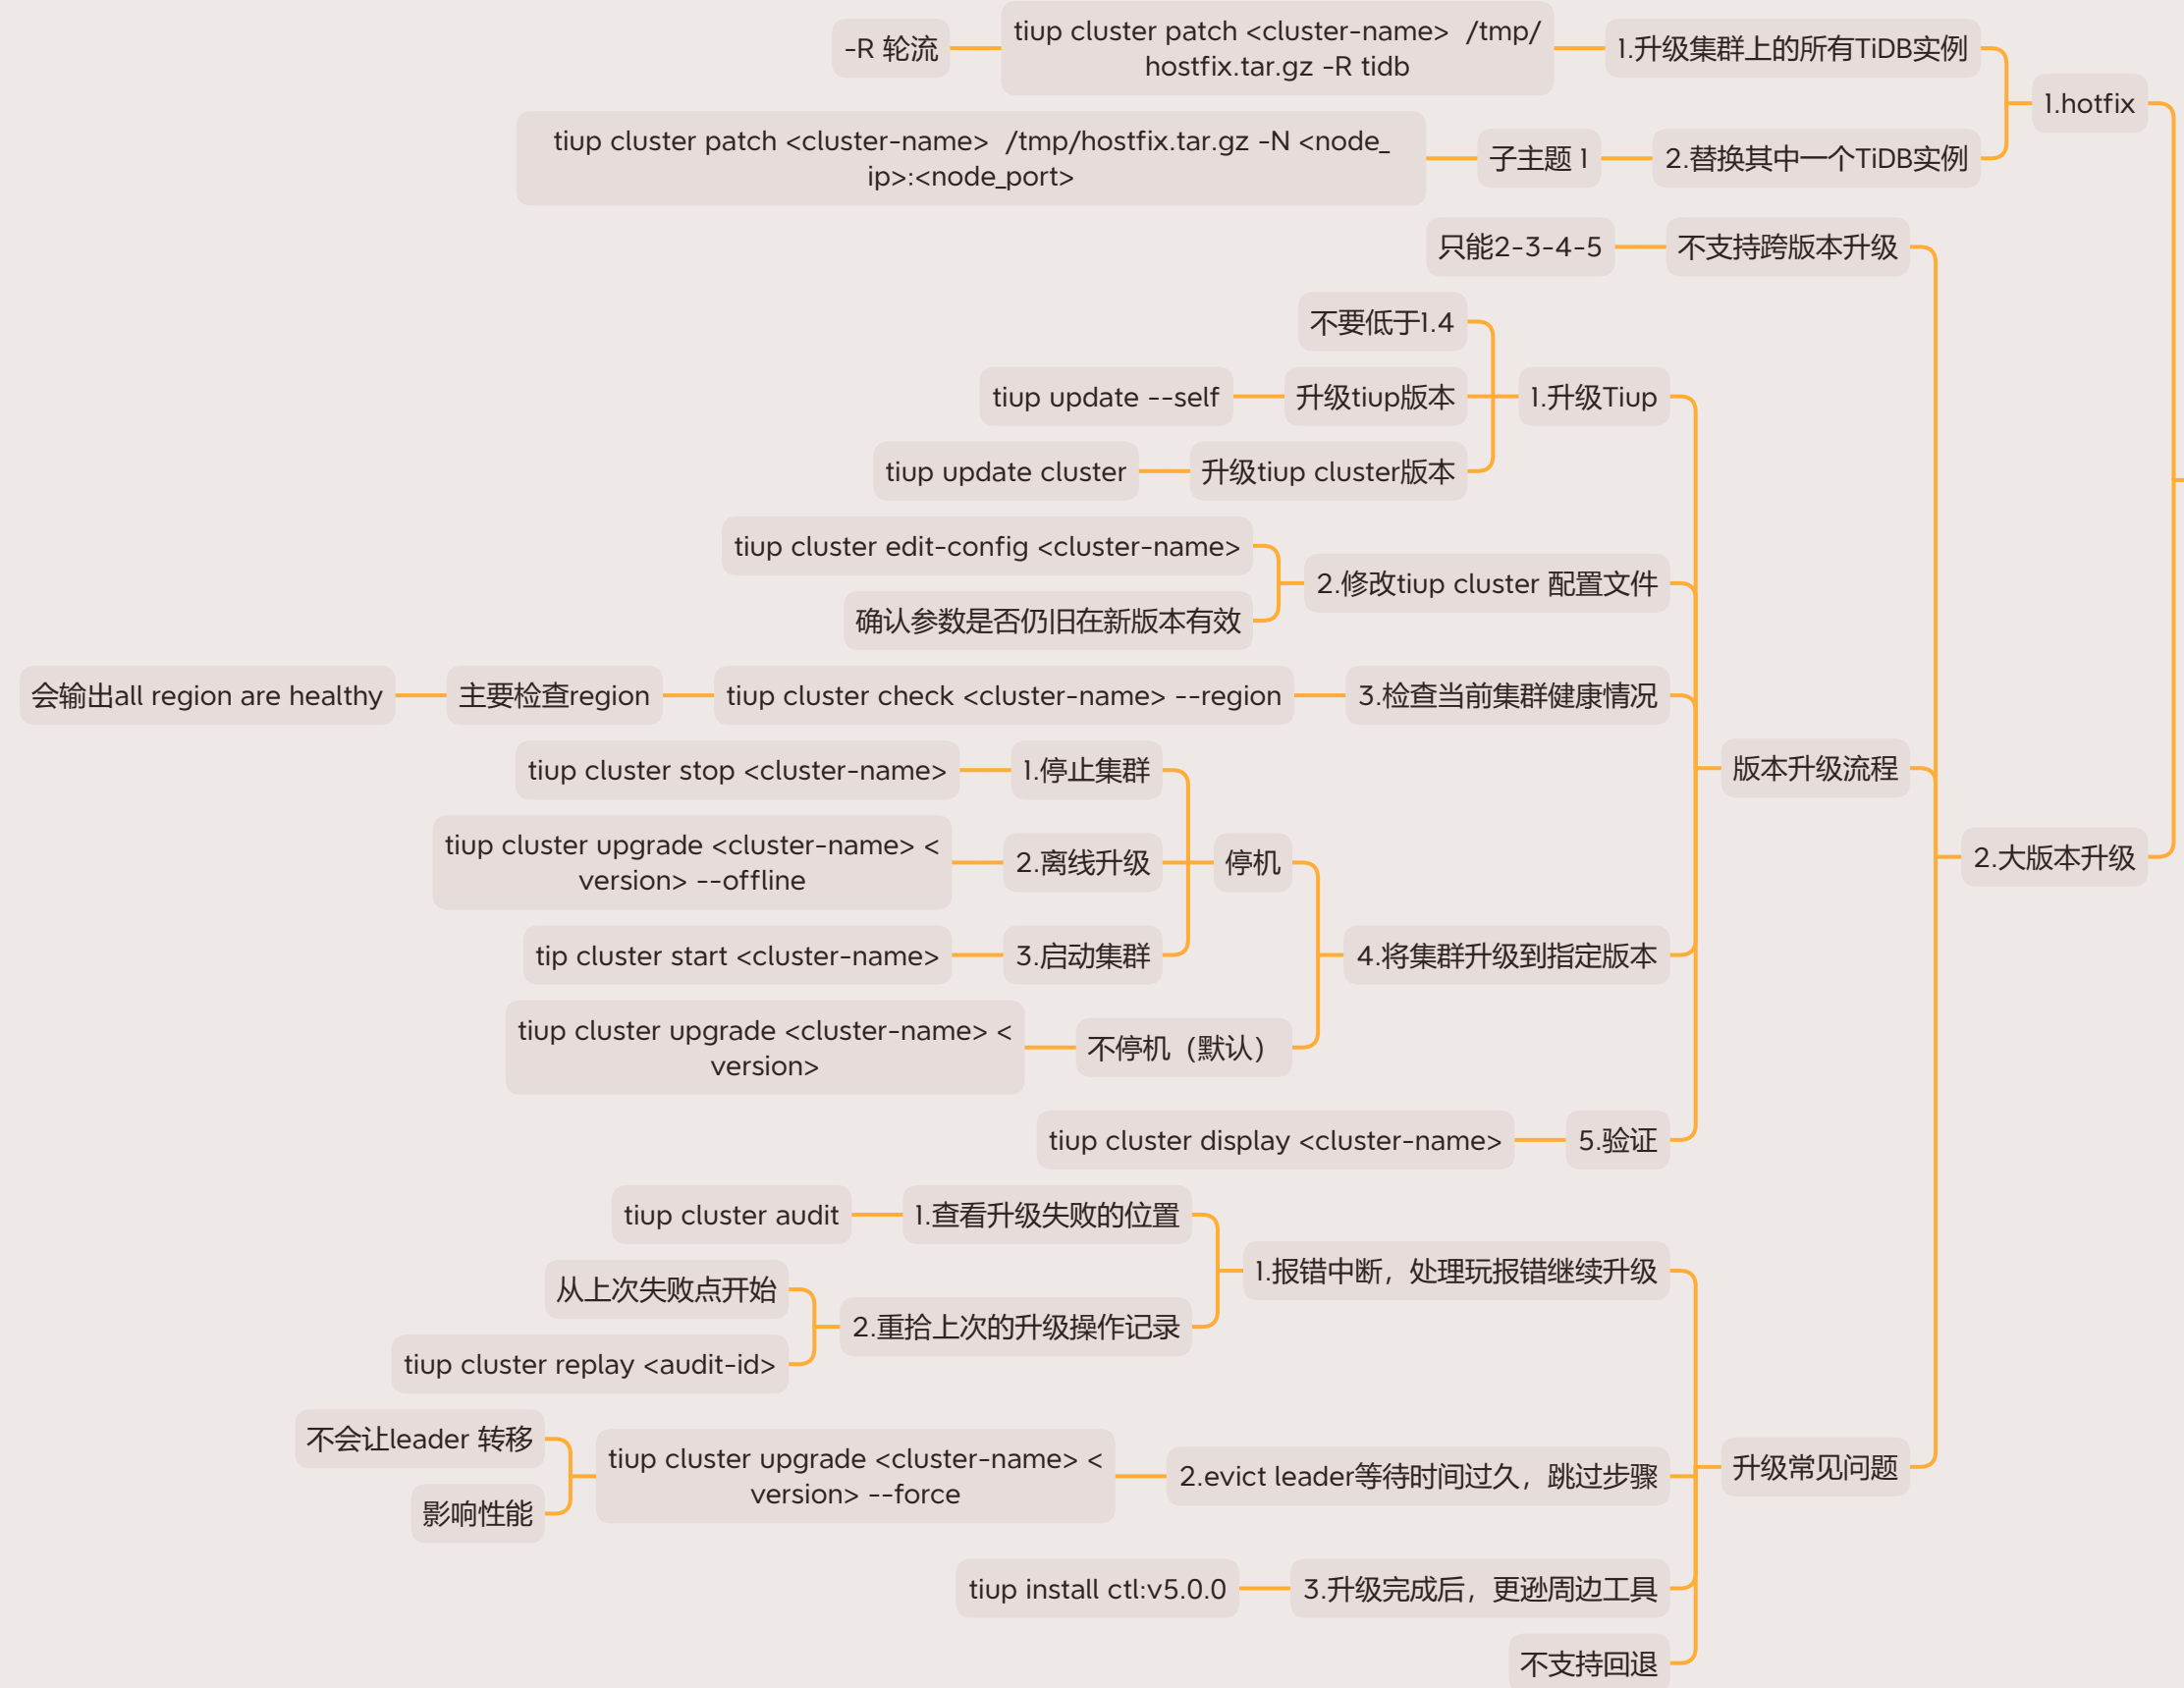 -R 轮流
tiup cluster patch <cluster-name>  /tmp/
hostfix.tar.gz -R tidb
1.升级集群上的所有TiDB实例
1.hotfix
tiup cluster patch <cluster-name>  /tmp/hostfix.tar.gz -N <node_
ip>:<node_port>
子主题 1
2.替换其中一个TiDB实例
只能2-3-4-5
不支持跨版本升级
不要低于1.4
tiup update --self
升级tiup版本
1.升级Tiup
tiup update cluster
升级tiup cluster版本
tiup cluster edit-config <cluster-name>
2.修改tiup cluster 配置文件
确认参数是否仍旧在新版本有效
会输出all region are healthy
主要检查region
tiup cluster check <cluster-name> --region
3.检查当前集群健康情况
版本升级流程
tiup cluster stop <cluster-name>
1.停止集群
tiup cluster upgrade <cluster-name> <
version> --offline
2.离线升级
停机
2.大版本升级
tip cluster start <cluster-name>
3.启动集群
4.将集群升级到指定版本
tiup cluster upgrade <cluster-name> <
version>
不停机（默认）
tiup cluster display <cluster-name>
5.验证
tiup cluster audit
1.查看升级失败的位置
1.报错中断，处理玩报错继续升级
从上次失败点开始
2.重拾上次的升级操作记录
tiup cluster replay <audit-id>
不会让leader 转移
tiup cluster upgrade <cluster-name> <
version> --force
2.evict leader等待时间过久，跳过步骤
升级常见问题
影响性能
tiup install ctl:v5.0.0
3.升级完成后，更逊周边工具
不支持回退